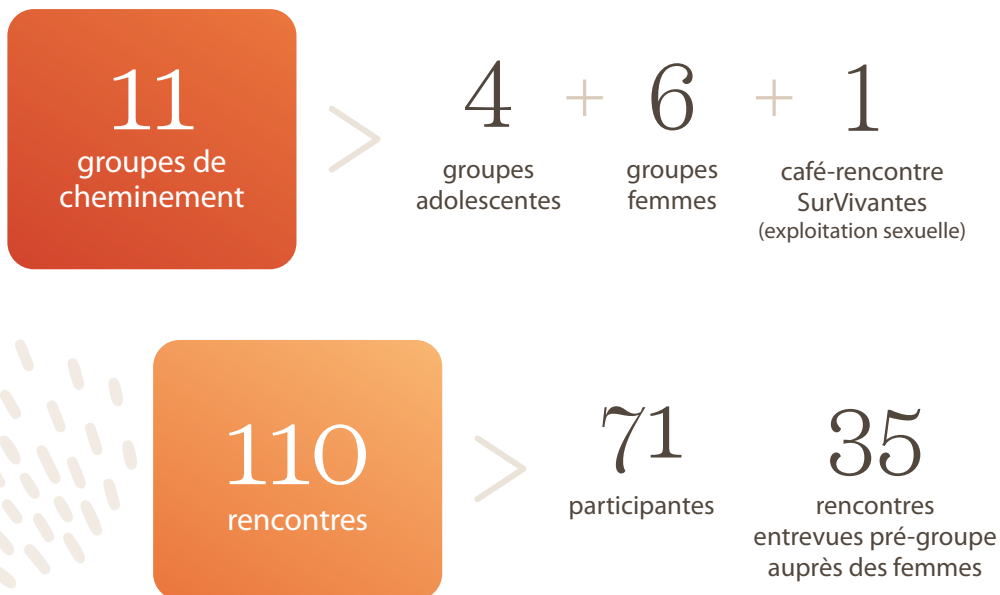 11
groupes de
cheminement
>
4 + 6 + 1
groupes
adolescentes
groupes
femmes
café-rencontre
SurVivantes
(exploitation sexuelle)
110
rencontres
>
71
participantes
35
rencontres
entrevues pré-groupe
auprès des femmes